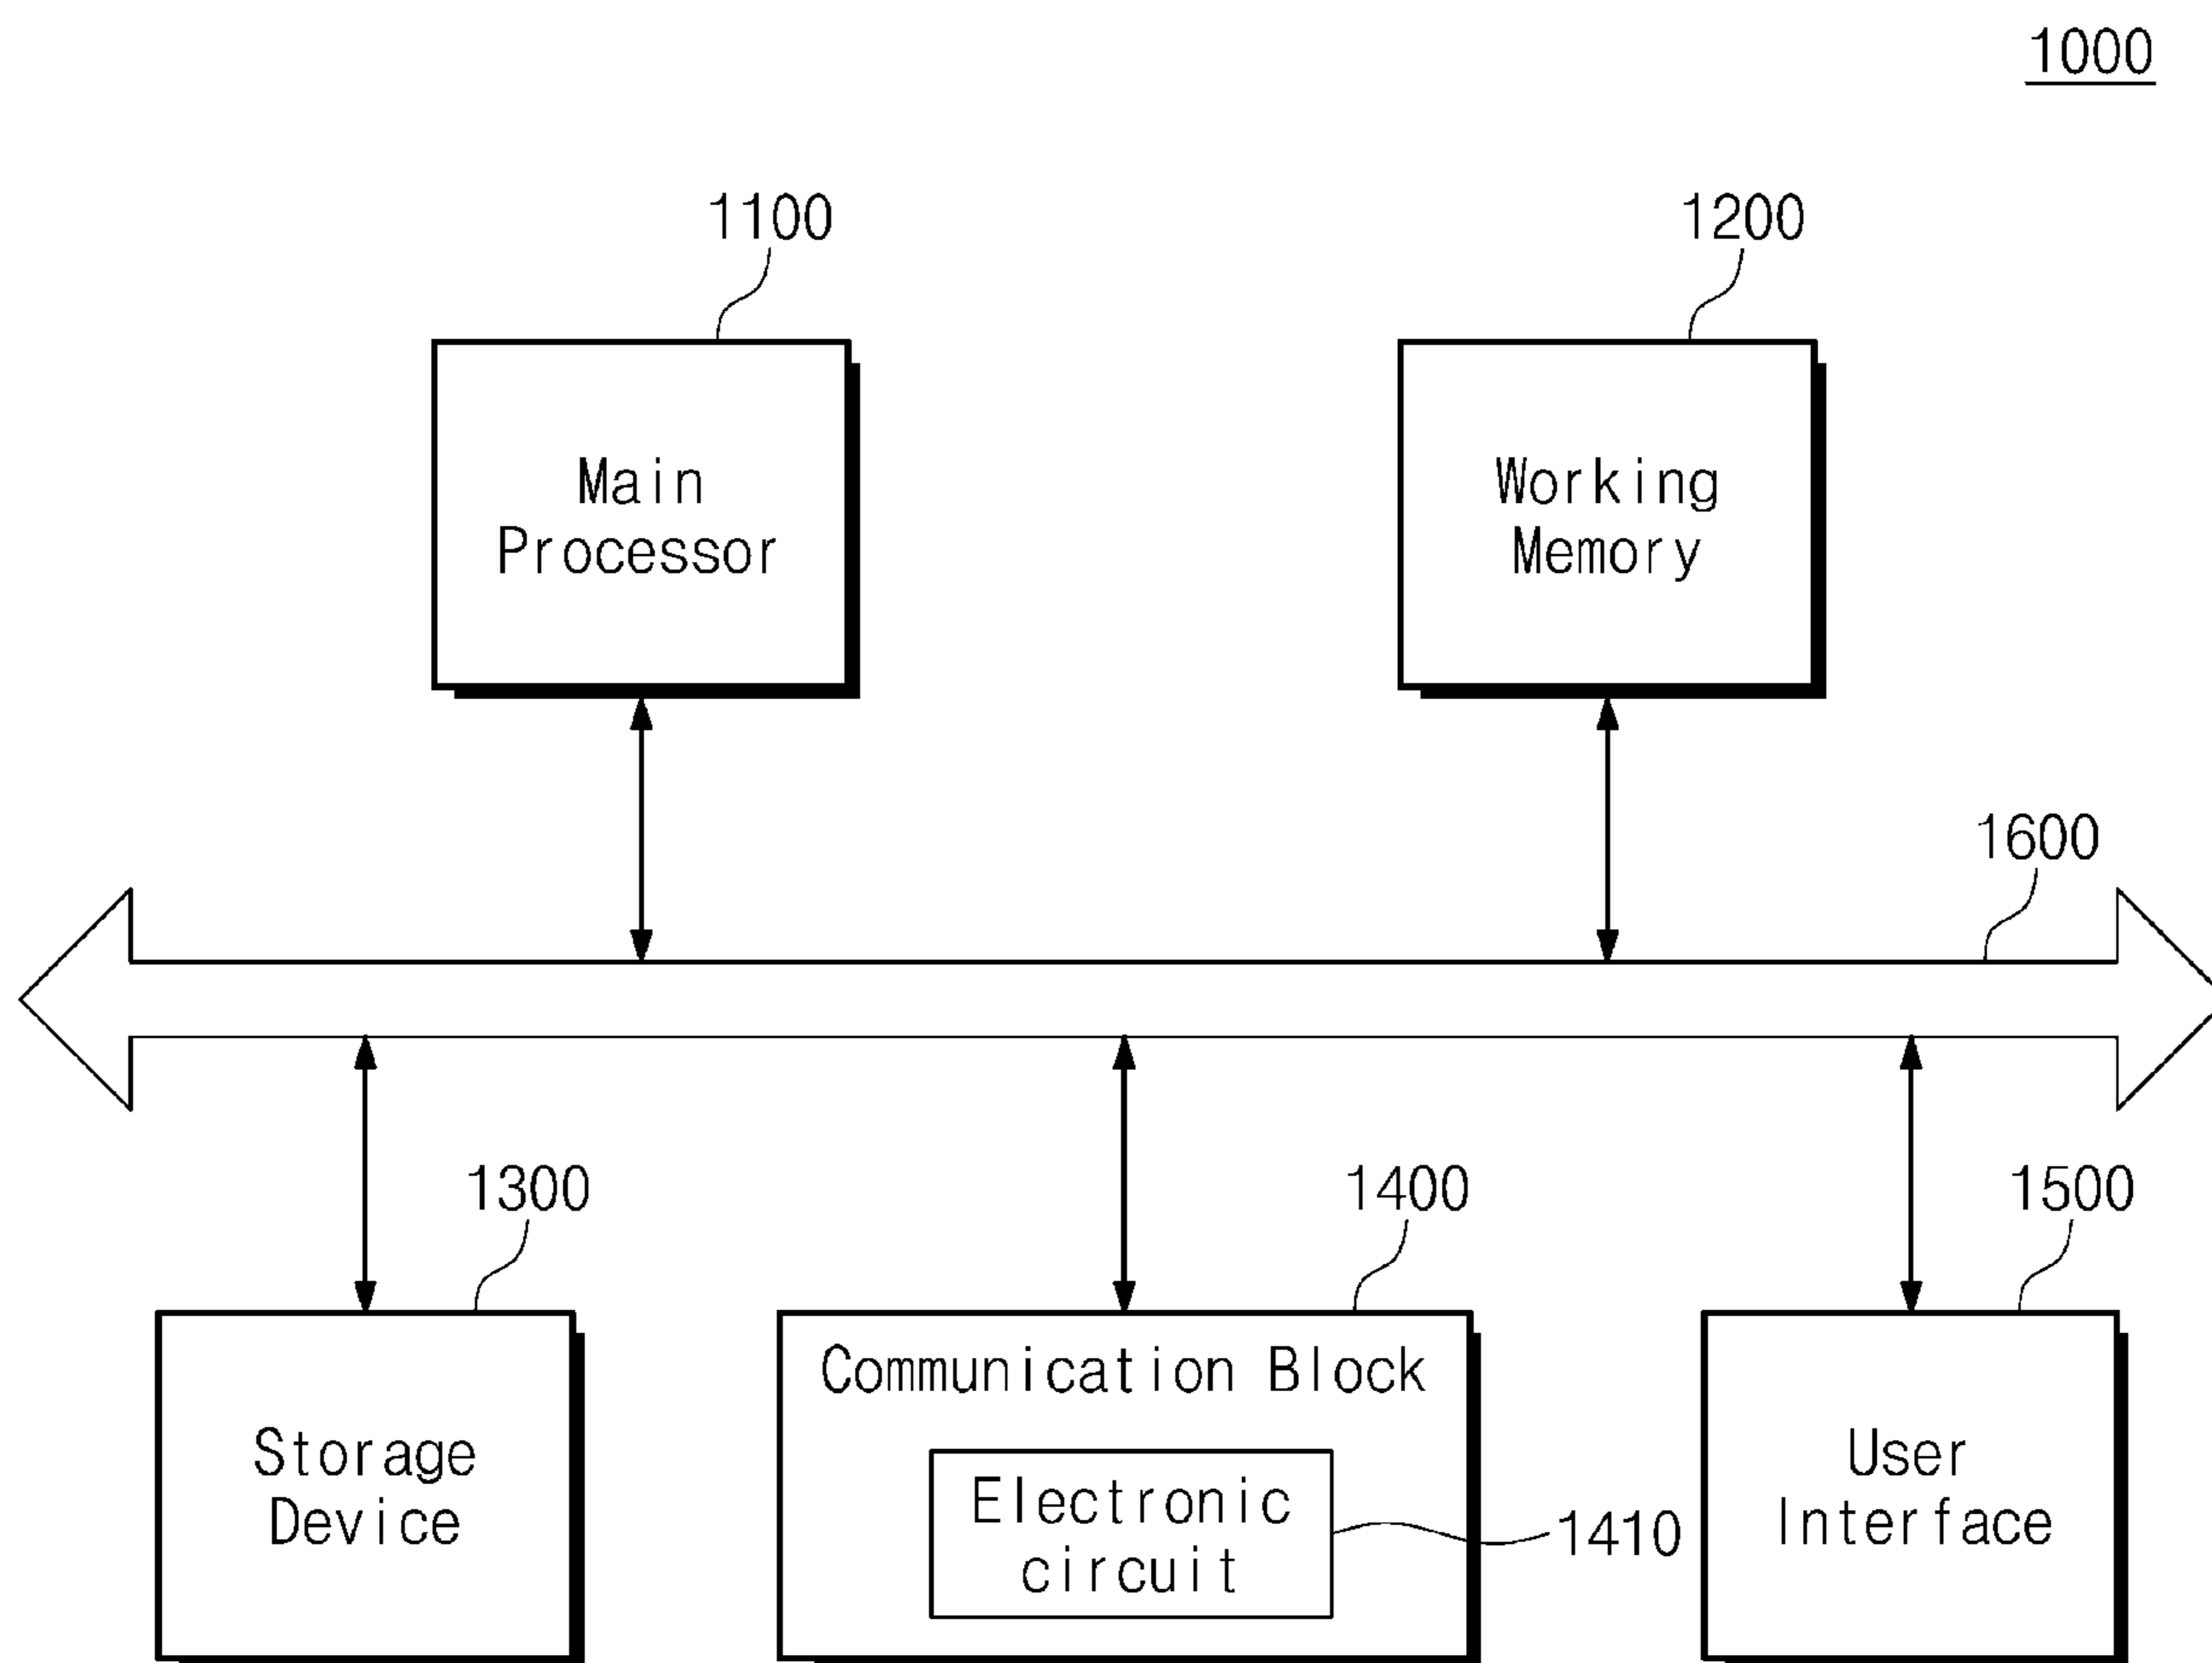 1000
1100
1200
Main
Processor
Working
Memory
1600
1300
1400
1500
Storage
Device
Communication Block
Electronic
circuit
1410
User
Interface